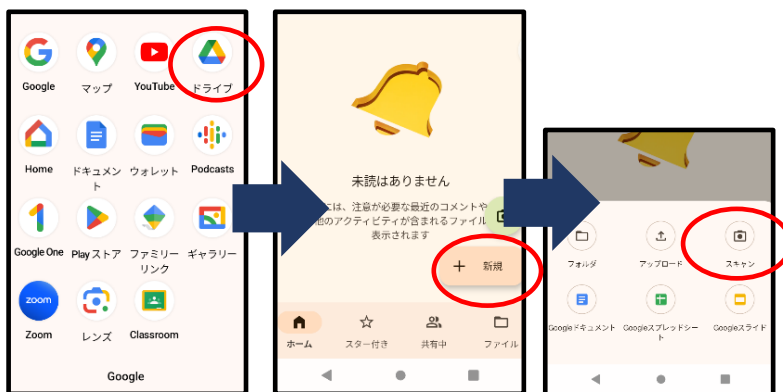 Google
マップ
YouTube
ドライブ
Home
ドキュメン
ト
ウォレット
Podcasts
Google One
Play ストア
ファミリー
リンク
ギャラリー
zoom
Zoom
レンズ
Classroom
Google
未読はありません
には、注意が必要な最近のコメントや
他のアクティビティが含まれるファイル
表示されます
+ 新規
ホーム
スター付き
共有中
ファイル
フォルダ
アップロード
スキャン
Googleドキュメント
Googleスプレッドシー
ト
Googleスライド